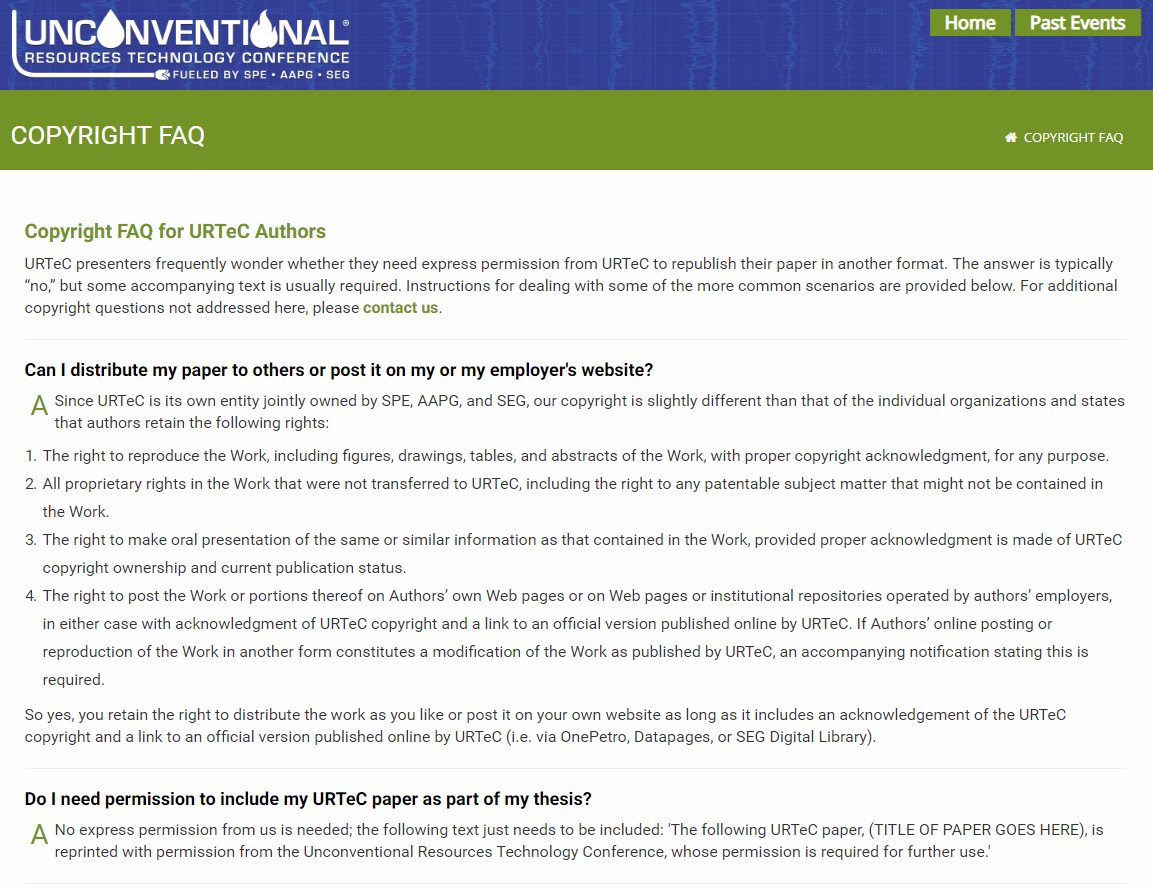 UNCONVENTIONAL®
RESOURCES TECHNOLOGY CONFERENCE
FUELED BY SPE • AAPG • SEG
Home
Past Events
COPYRIGHT FAQ
COPYRIGHT FAQ
Copyright FAQ for URTeC Authors
URTeC presenters frequently wonder whether they need express permission from URTeC to republish their paper in another format. The answer is typically
“no,” but some accompanying text is usually required. Instructions for dealing with some of the more common scenarios are provided below. For additional
copyright questions not addressed here, please contact us.
Can I distribute my paper to others or post it on my or my employer's website?
A Since URTeC is its own entity jointly owned by SPE, AAPG, and SEG, our copyright is slightly different than that of the individual organizations and states
that authors retain the following rights:
1. The right to reproduce the Work, including figures, drawings, tables, and abstracts of the Work, with proper copyright acknowledgment, for any purpose.
2. All proprietary rights in the Work that were not transferred to URTeC, including the right to any patentable subject matter that might not be contained in
the Work.
3. The right to make oral presentation of the same or similar information as that contained in the Work, provided proper acknowledgment is made of URTeC
copyright ownership and current publication status.
4. The right to post the Work or portions thereof on Authors’ own Web pages or on Web pages or institutional repositories operated by authors’ employers,
in either case with acknowledgment of URTeC copyright and a link to an official version published online by URTeC. If Authors’ online posting or
reproduction of the Work in another form constitutes a modification of the Work as published by URTeC, an accompanying notification stating this is
required.
So yes, you retain the right to distribute the work as you like or post it on your own website as long as it includes an acknowledgement of the URTeC
copyright and a link to an official version published online by URTeC (i.e. via OnePetro, Datapages, or SEG Digital Library).
Do I need permission to include my URTeC paper as part of my thesis?
A No express permission from us is needed; the following text just needs to be included: 'The following URTeC paper, (TITLE OF PAPER GOES HERE), is
reprinted with permission from the Unconventional Resources Technology Conference, whose permission is required for further use.'